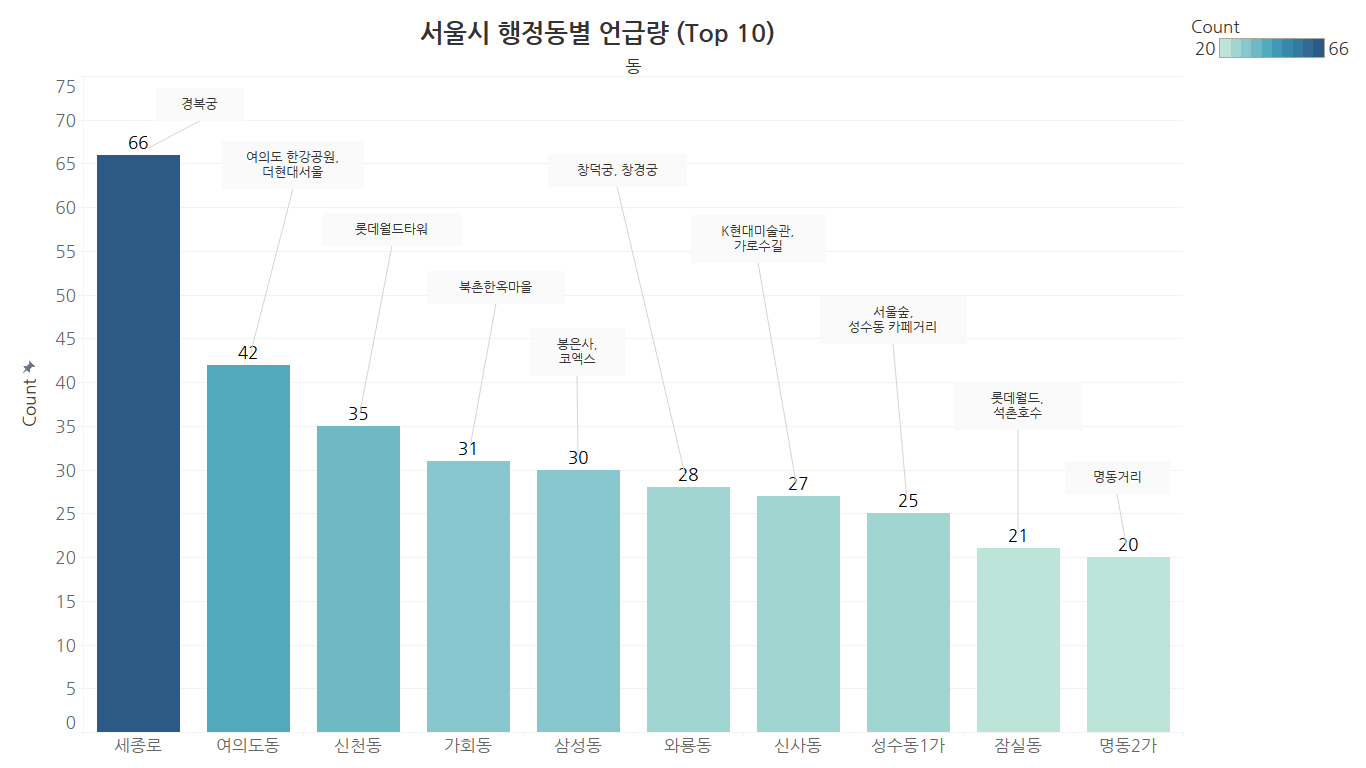 서울시 행정동별 언급량 (Top 10)
Count
20 66
동
75
70
65
60
55
50
45
40
35
30
25
20
15
10
5
0
Count
경복궁
66
여의도 한강공원,
더현대서울
42
롯데월드타워
35
북촌한옥마을
31
봉은사,
코엑스
30
창덕궁, 창경궁
28
K현대미술관,
가로수길
27
서울숲,
성수동 카페거리
25
롯데월드,
석촌호수
21
명동거리
20
세종로 여의도동 신천동 가회동 삼성동 와룡동 신사동 성수동1가 잠실동 명동2가